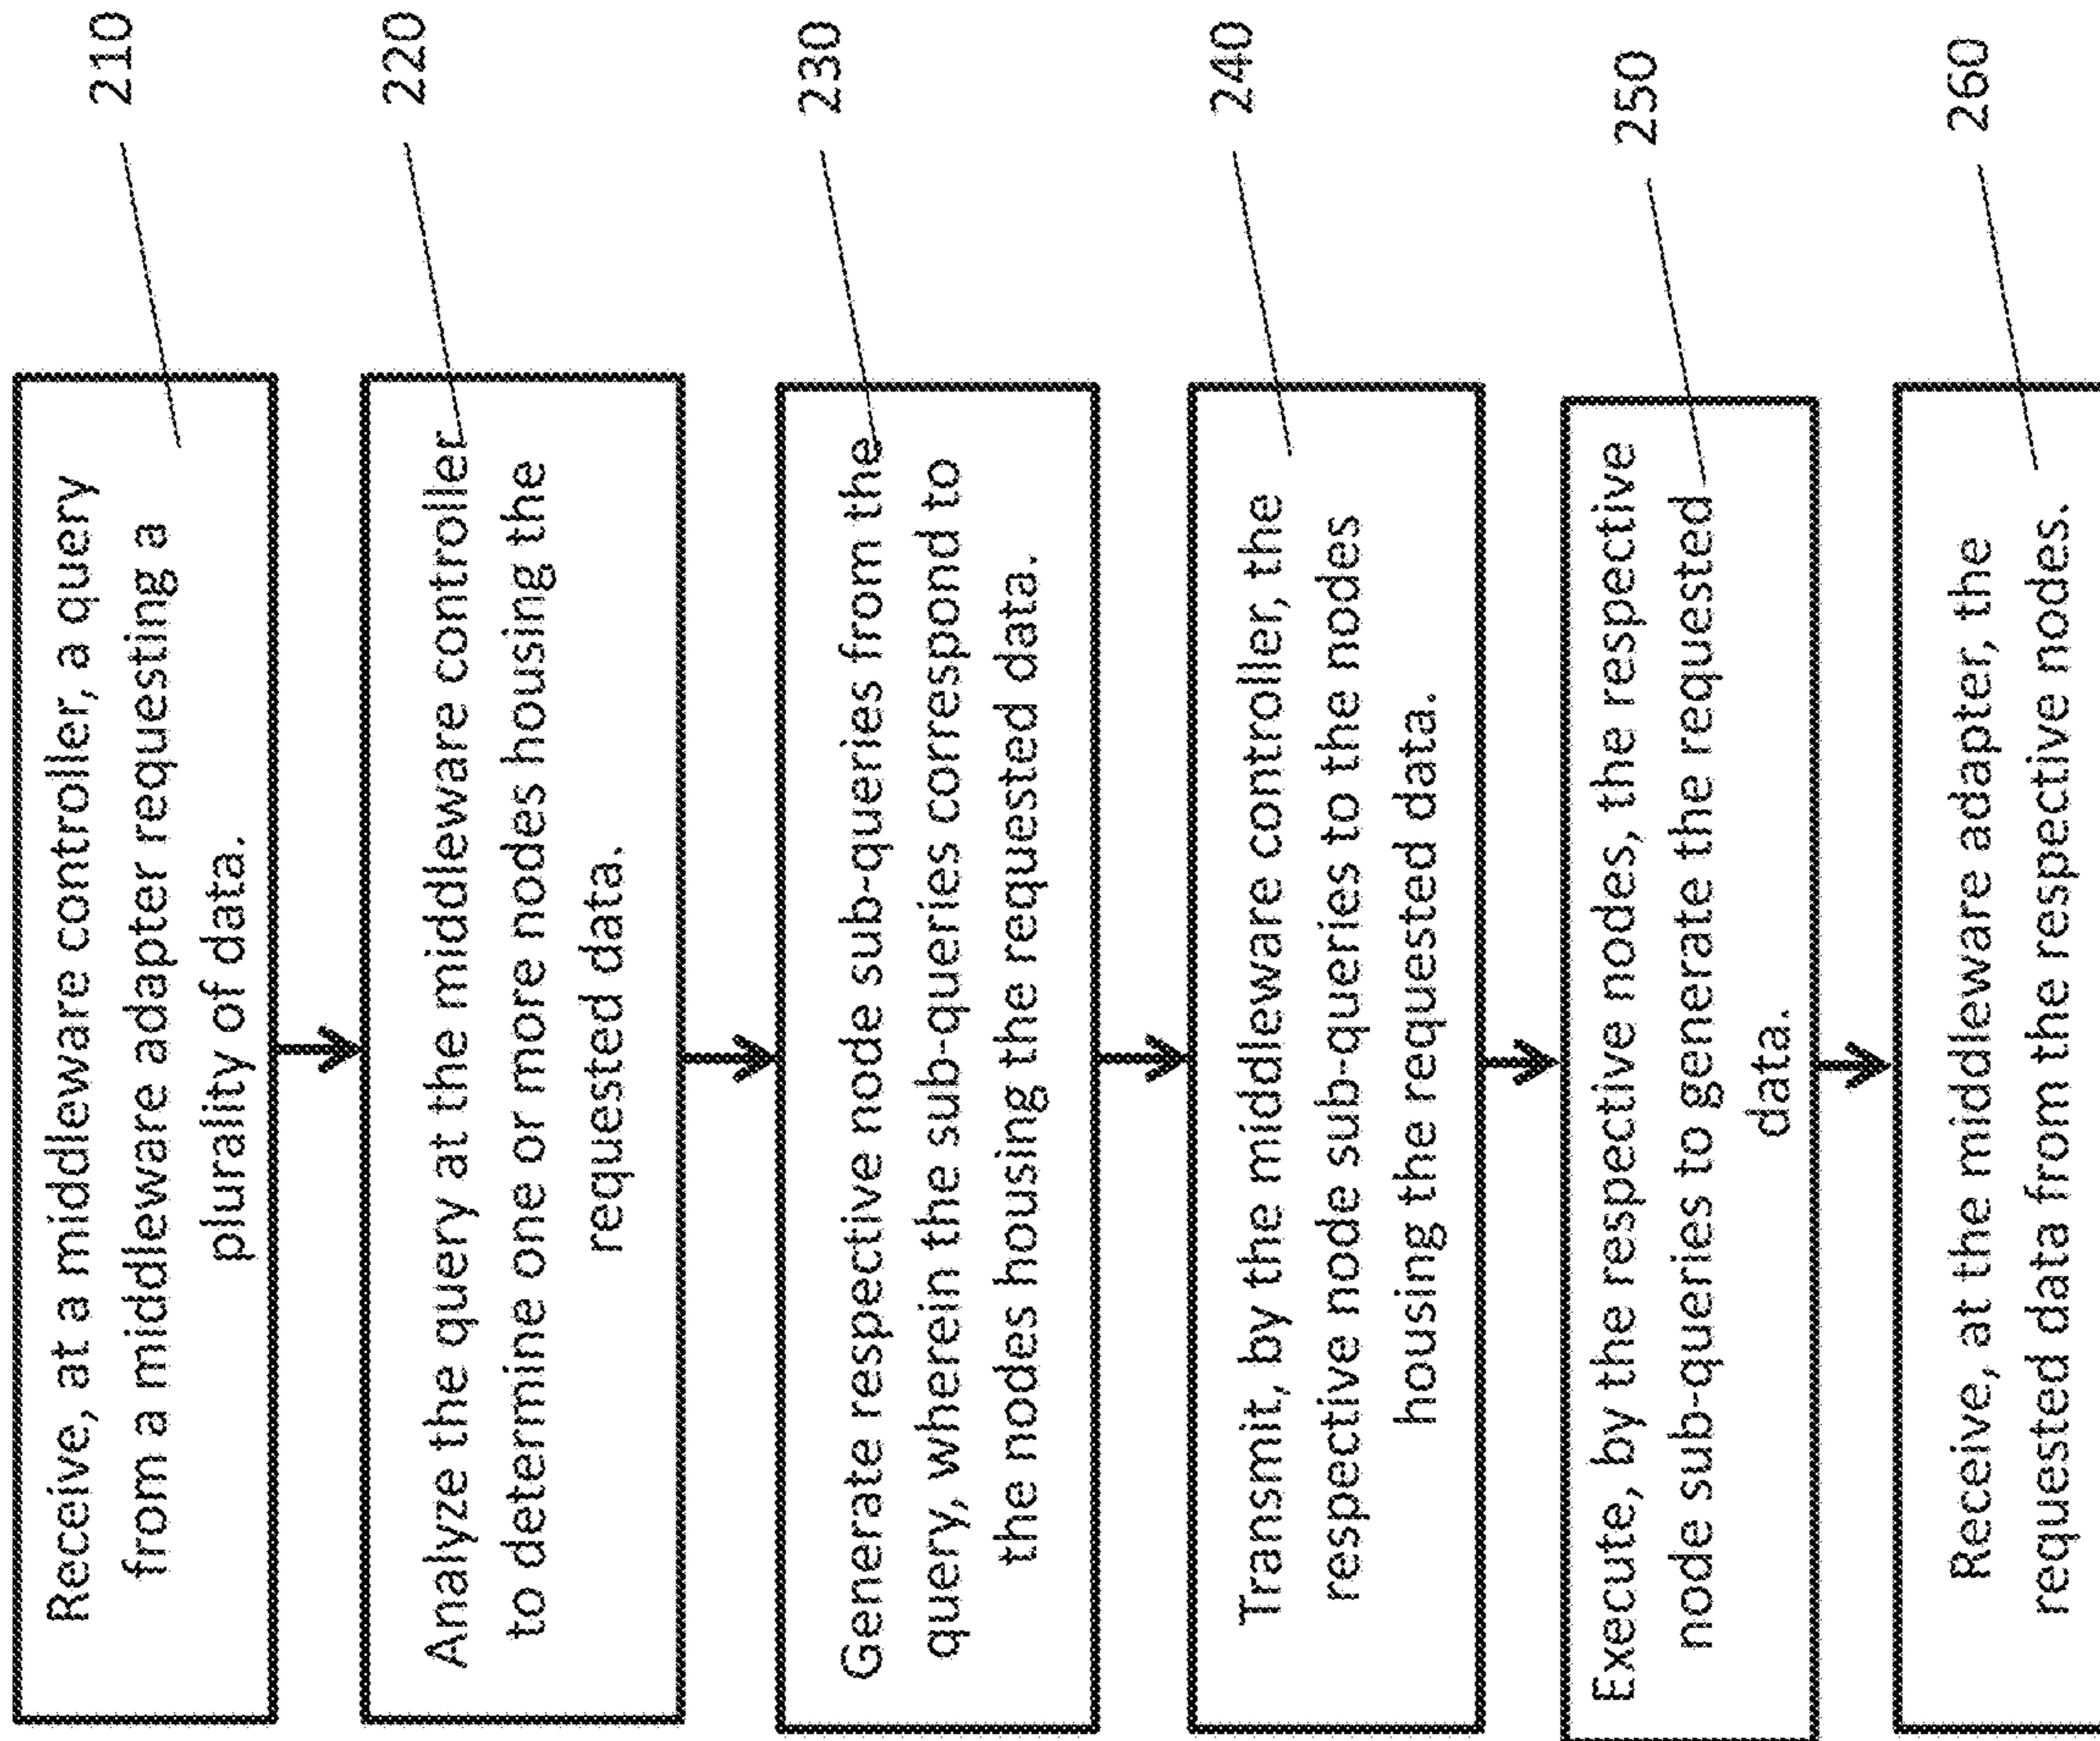 Receive, at a middleware controller, a query
from a middleware adapter requesting a
plurality of data.
210
Analyze the query at the middleware controller
to determine one or more nodes housing the
requested data.
220
Generate respective node sub-queries from the
query, wherein the sub-queries correspond to
the nodes housing the requested data.
230
Transmit, by the middleware controller, the
respective node sub-queries to the nodes
housing the requested data.
240
Execute, by the respective nodes, the respective
node sub-queries to generate the requested
data.
250
Receive, at the middleware adapter, the
requested data from the respective nodes.
260